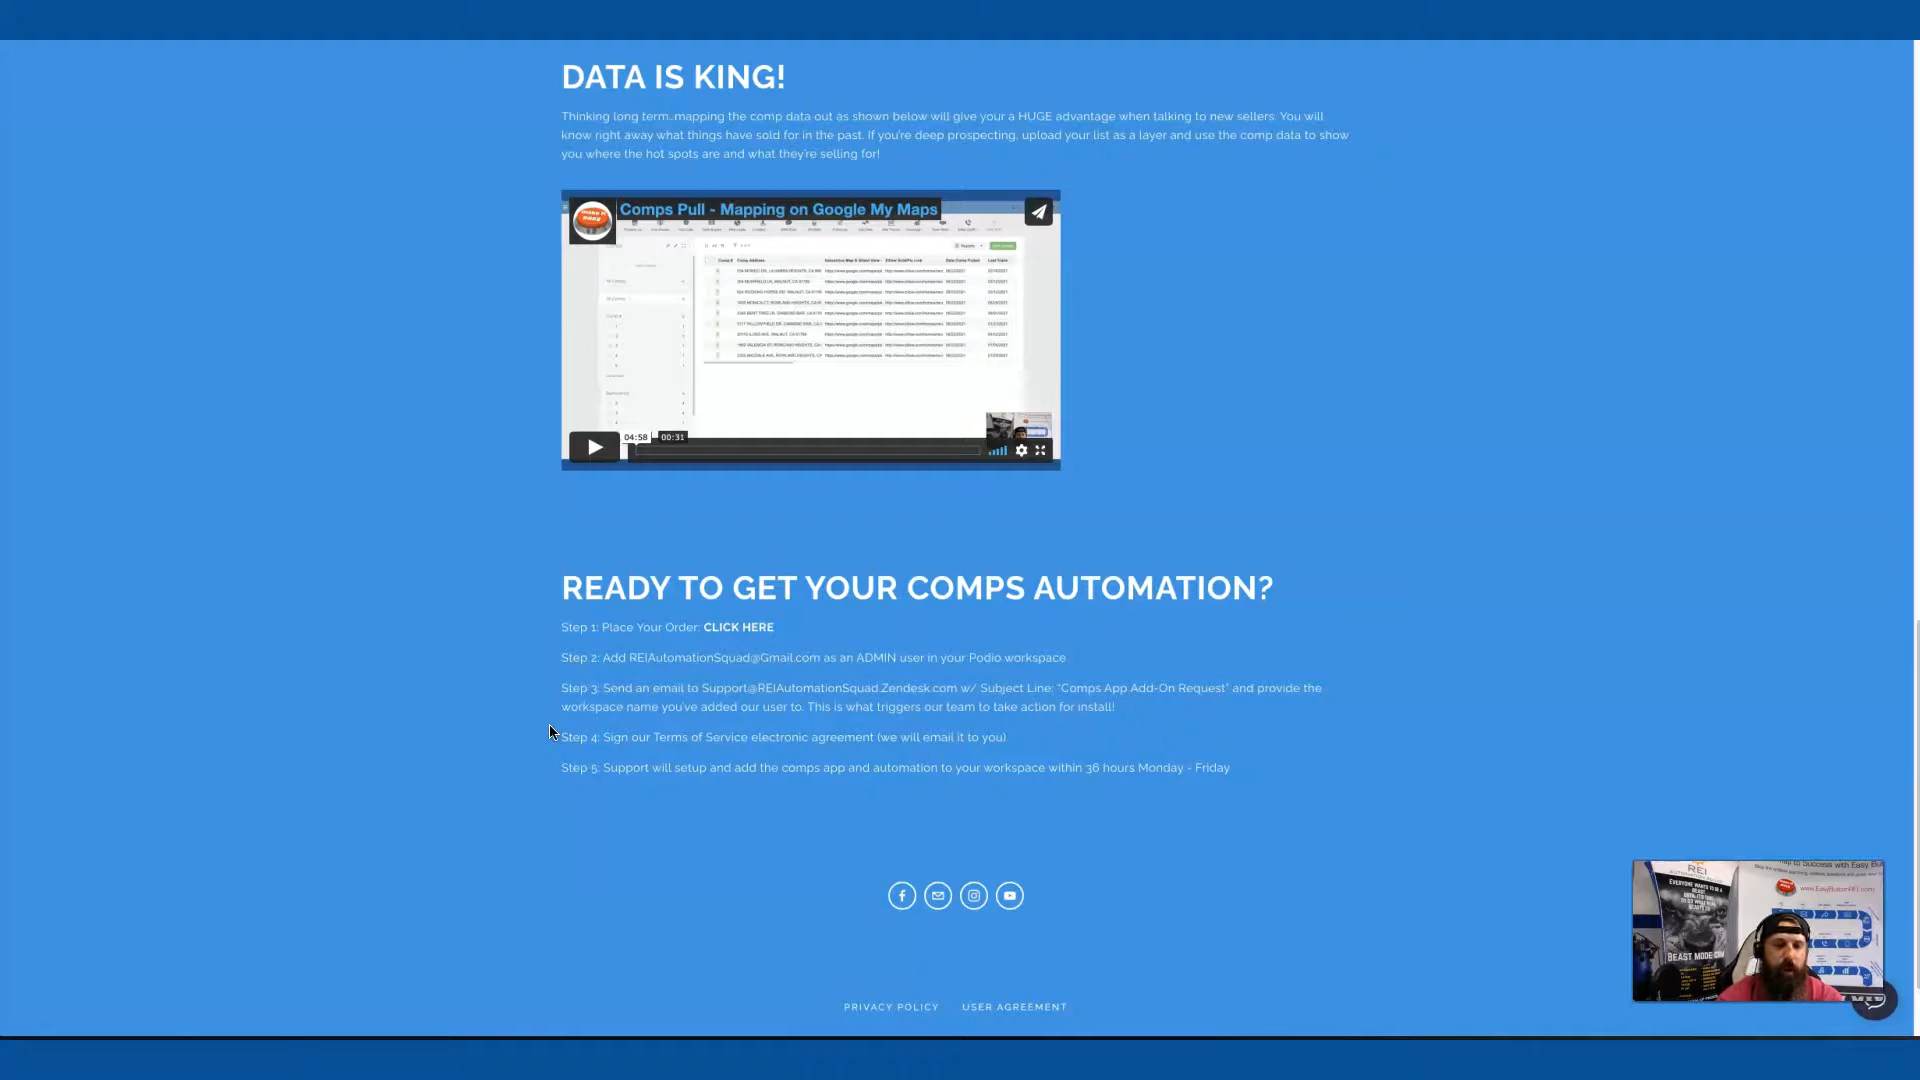 DATA IS KING!
Thinking long term...mapping the comp data out as shown below will give your a HUGE advantage when talking to new sellers. You will
know right away what things have sold for in the past. If you're deep prospecting, upload your list as a layer and use the comp data to show
you where the hot spots are and what they're selling for!
Comps Pull - Mapping on Google My Maps
04:58 00:31
READY TO GET YOUR COMPS AUTOMATION?
Step 1: Place Your Order: CLICK HERE
Step 2: Add REIAutomationSquad@Gmail.com as an ADMIN user in your Podio workspace
Step 3: Send an email to Support@REIAutomationSquad.Zendesk.com w/ Subject Line: "Comps App Add-On Request" and provide the
workspace name you've added our user to. This is what triggers our team to take action for install!
Step 4: Sign our Terms of Service electronic agreement (we will email it to you)
Step 5: Support will setup and add the comps app and automation to your workspace within 36 hours Monday - Friday
REI
www.EasyButtonREI.com
BEAST MODE
PRIVACY POLICY USER AGREEMENT